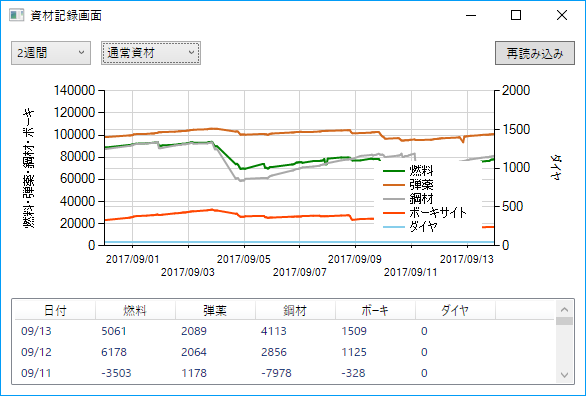 資材記録画面
2週間
通常資材
再読み込み
140000
120000
100000
80000
60000
40000
20000
0
燃料・弾薬・鋼材・ボーキ
2000
1500
1000
500
0
ダイヤ
燃料
弾薬
鋼材
ボーキサイト
ダイヤ
2017/09/01
2017/09/03
2017/09/05
2017/09/07
2017/09/09
2017/09/11
2017/09/13
日付 燃料 弾薬 鋼材 ボーキ ダイヤ
09/13 5061 2089 4113 1509 0
09/12 6178 2064 2856 1125 0
09/11 -3503 1178 -7978 -328 0